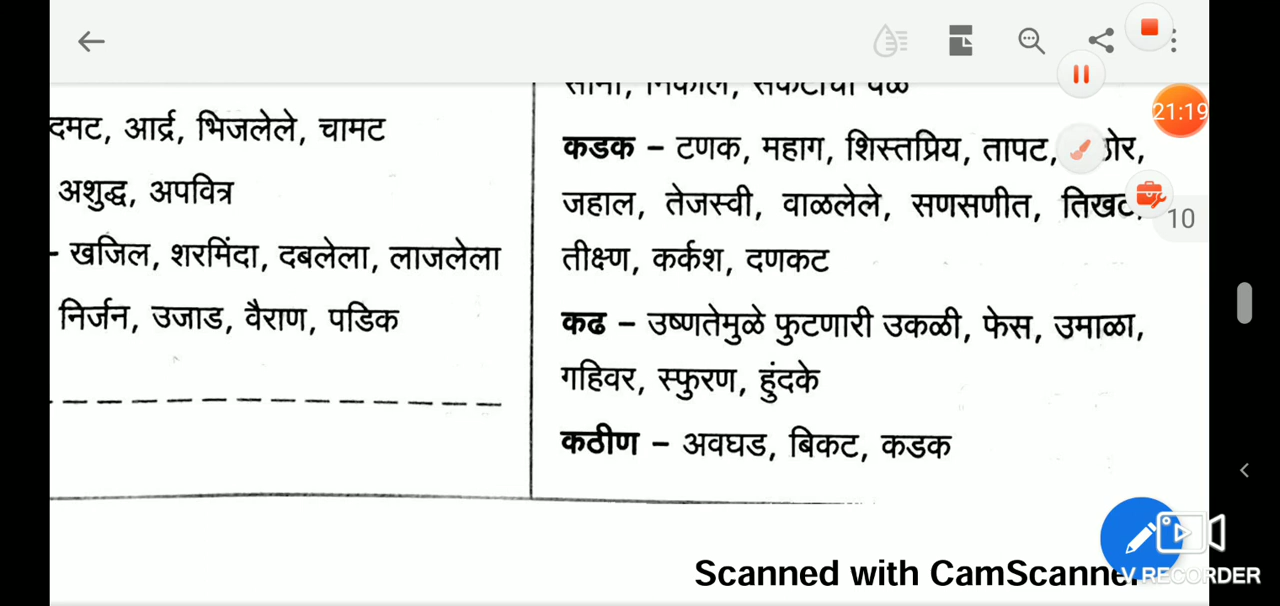 21:19
10
दमट, आर्द्र, भिजलेले, चामट
अशुद्ध, अपवित्र
- खजिल, शरमिंदा, दबलेला, लाजलेला
निर्जन, उजाड, वैराण, पडिक
कडक – टणक, महाग, शिस्तप्रिय, तापट,
जहाल, तेजस्वी, वाळलेले, सणसणीत, तिखट,
तीक्ष्ण, कर्कश, दणकट
कढ – उष्णतेमुळे फुटणारी उकळी, फेस, उमाळा,
गहिवर, स्फुरण, हुंदके
कठीण – अवघड, बिकट, कडक
Scanned with CamScanner
V RECORDER